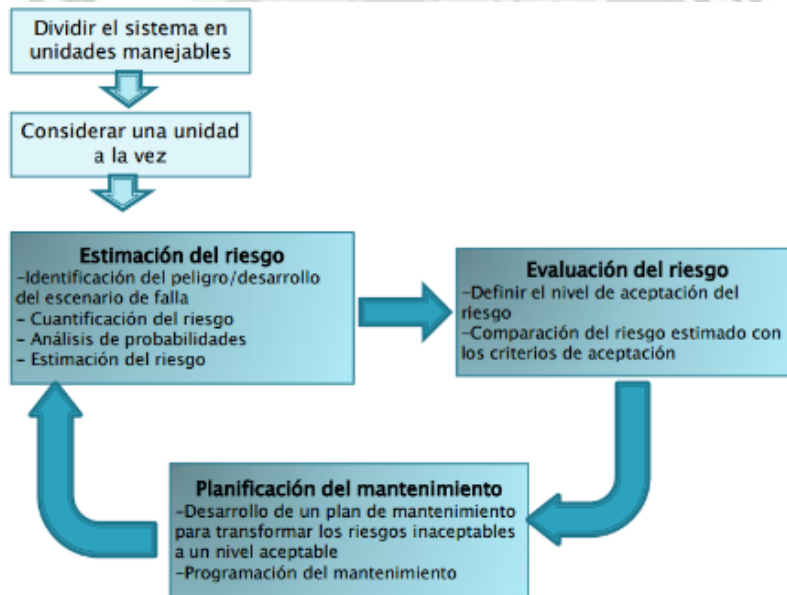 Dividir el sistema en
unidades manejables
Considerar una unidad
a la vez
Estimación del riesgo
-Identificación del peligro/desarrollo
del escenario de falla
- Cuantificación del riesgo
- Análisis de probabilidades
- Estimación del riesgo
Evaluación del riesgo
-Definir el nivel de aceptación del
riesgo
-Comparación del riesgo estimado con
los criterios de aceptación
Planificación del mantenimiento
-Desarrollo de un plan de mantenimiento
para transformar los riesgos inaceptables
a un nivel aceptable
-Programación del mantenimiento